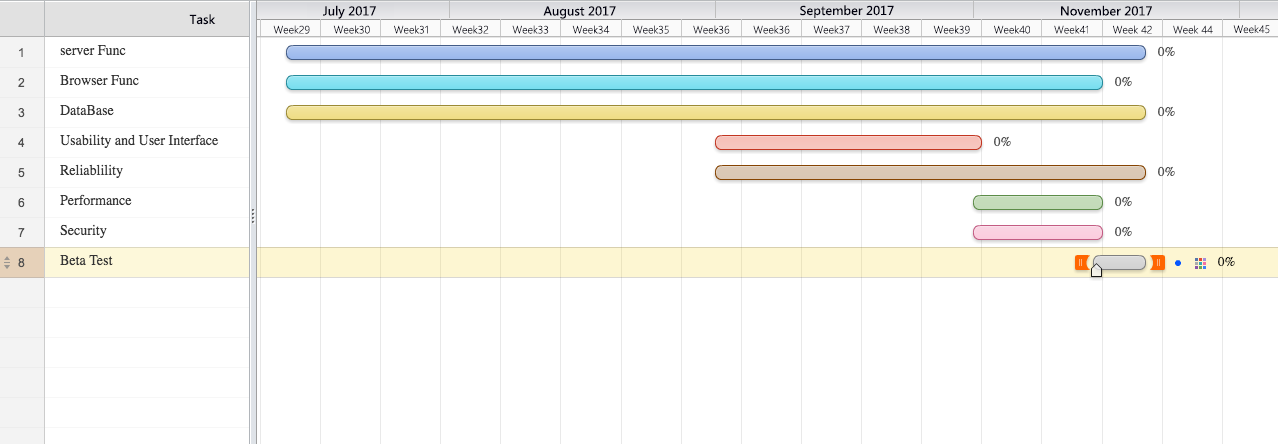 Task July 2017 August 2017 September 2017 November 2017
Week29 Week30 Week31 Week32 Week33 Week34 Week35 Week36 Week36 Week37 Week38 Week39 Week40 Week41 Week 42 Week 44 Week45
1 server Func 0%
2 Browser Func 0%
3 DataBase 0%
4 Usability and User Interface 0%
5 Reliablility 0%
6 Performance 0%
7 Security 0%
8 Beta Test 0%